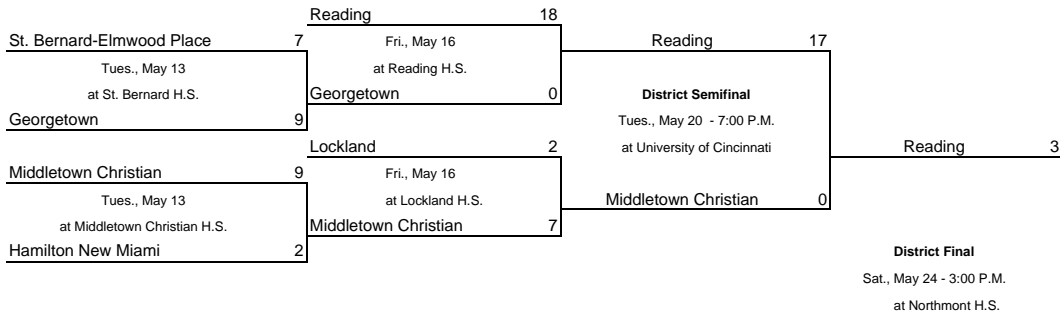 Reading 18
St. Bernard-Elmwood Place 7
Fri., May 16
Reading 17
Tues., May 13
at Reading H.S.
at St. Bernard H.S.
Georgetown 0
District Semifinal
Georgetown 9
Tues., May 20 - 7:00 P.M.
Lockland 2
at University of Cincinnati
Reading 3
Middletown Christian 9
Fri., May 16
Tues., May 13
at Lockland H.S.
Middletown Christian 0
at Middletown Christian H.S.
Middletown Christian 7
Hamilton New Miami 2
District Final
Sat., May 24 - 3:00 P.M.
at Northmont H.S.